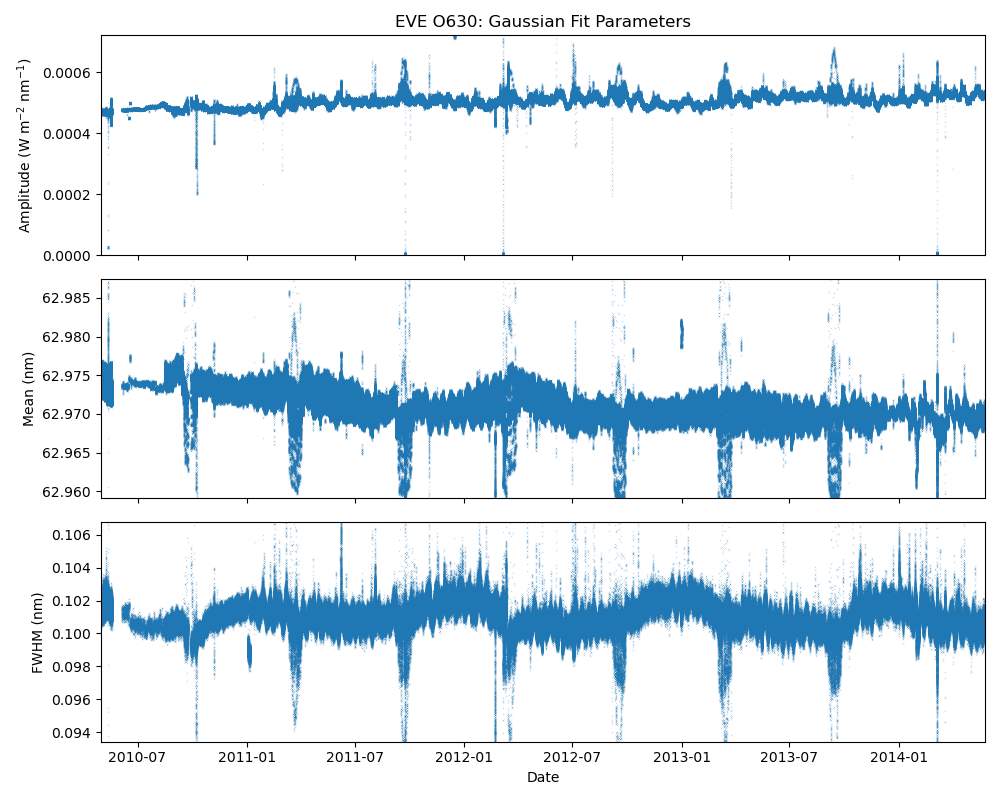 EVE O630: Gaussian Fit Parameters
Amplitude (W m⁻² nm⁻¹)
0.0006
0.0004
0.0002
0.0000
Mean (nm)
62.985
62.980
62.975
62.970
62.965
62.960
FWHM (nm)
0.106
0.104
0.102
0.100
0.098
0.096
0.094
2010-07 2011-01 2011-07 2012-01 2012-07 2013-01 2013-07 2014-01
Date